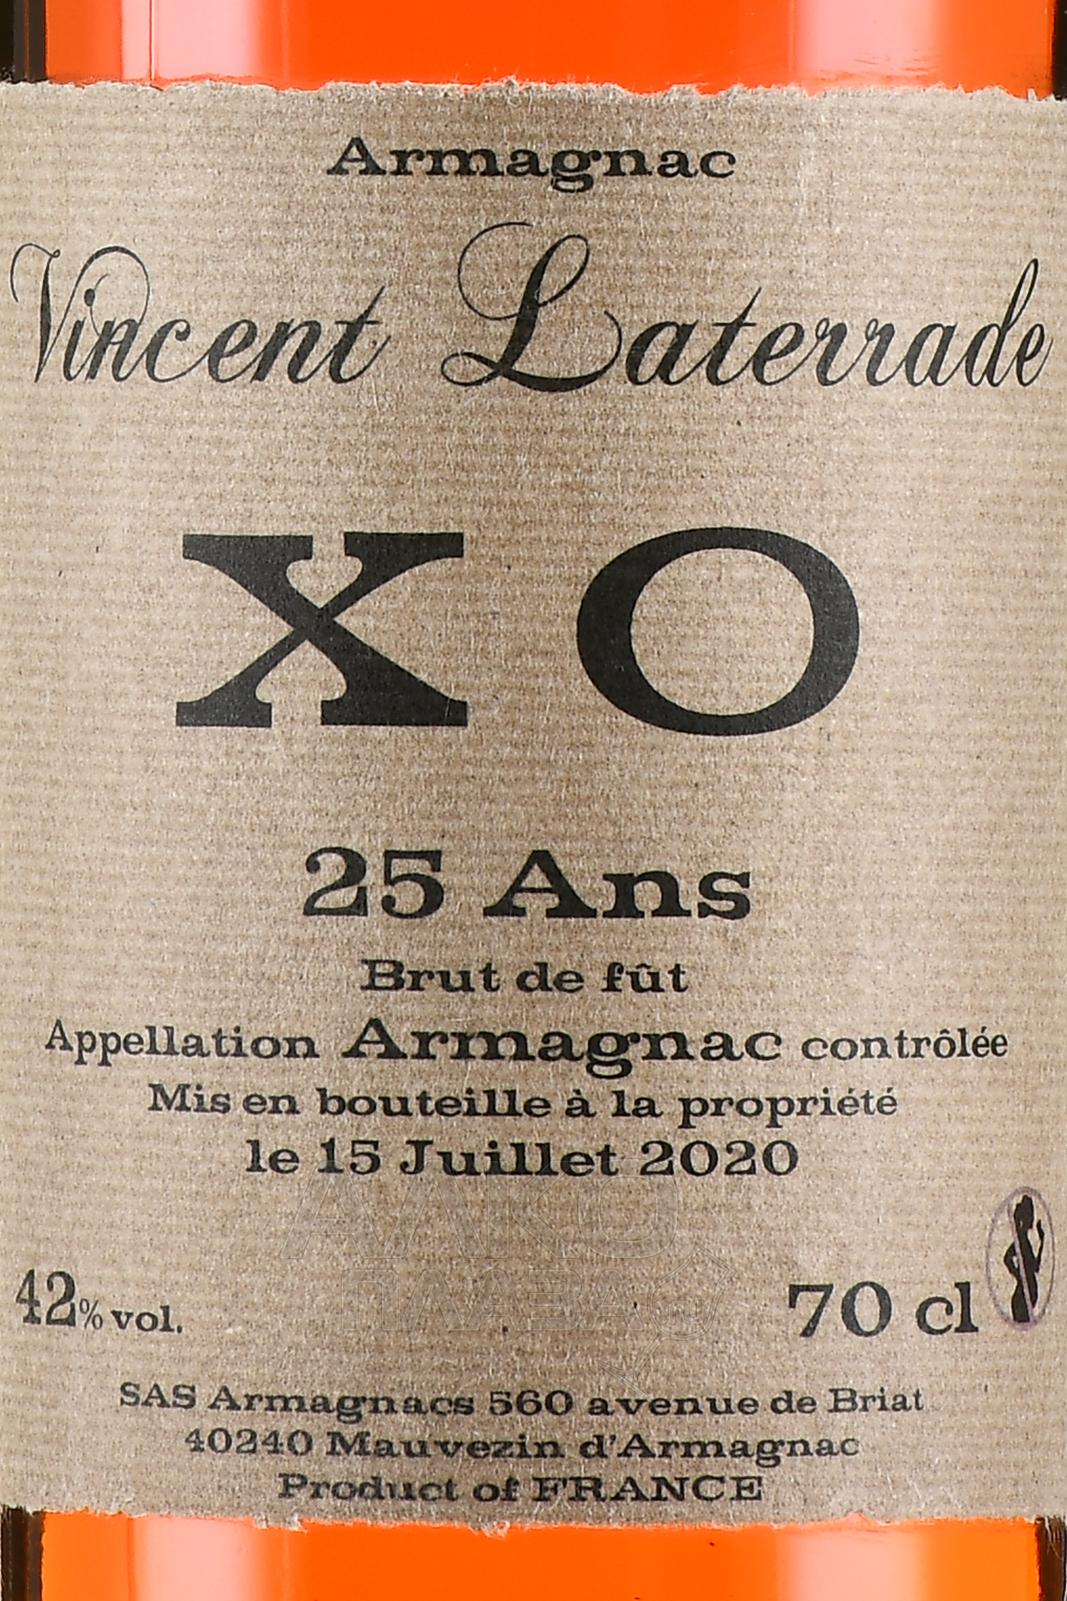 Armagnac
Vincent Laterrade
XO
25 Ans
Brut de fût
Appellation Armagnac contrôlée
Mis en bouteille à la propriété
le 15 Juillet 2020
42% vol.
70 cl
SAS Armagnacs 560 avenue de Briat
40240 Mauvezin d'Armagnac
Product of FRANCE